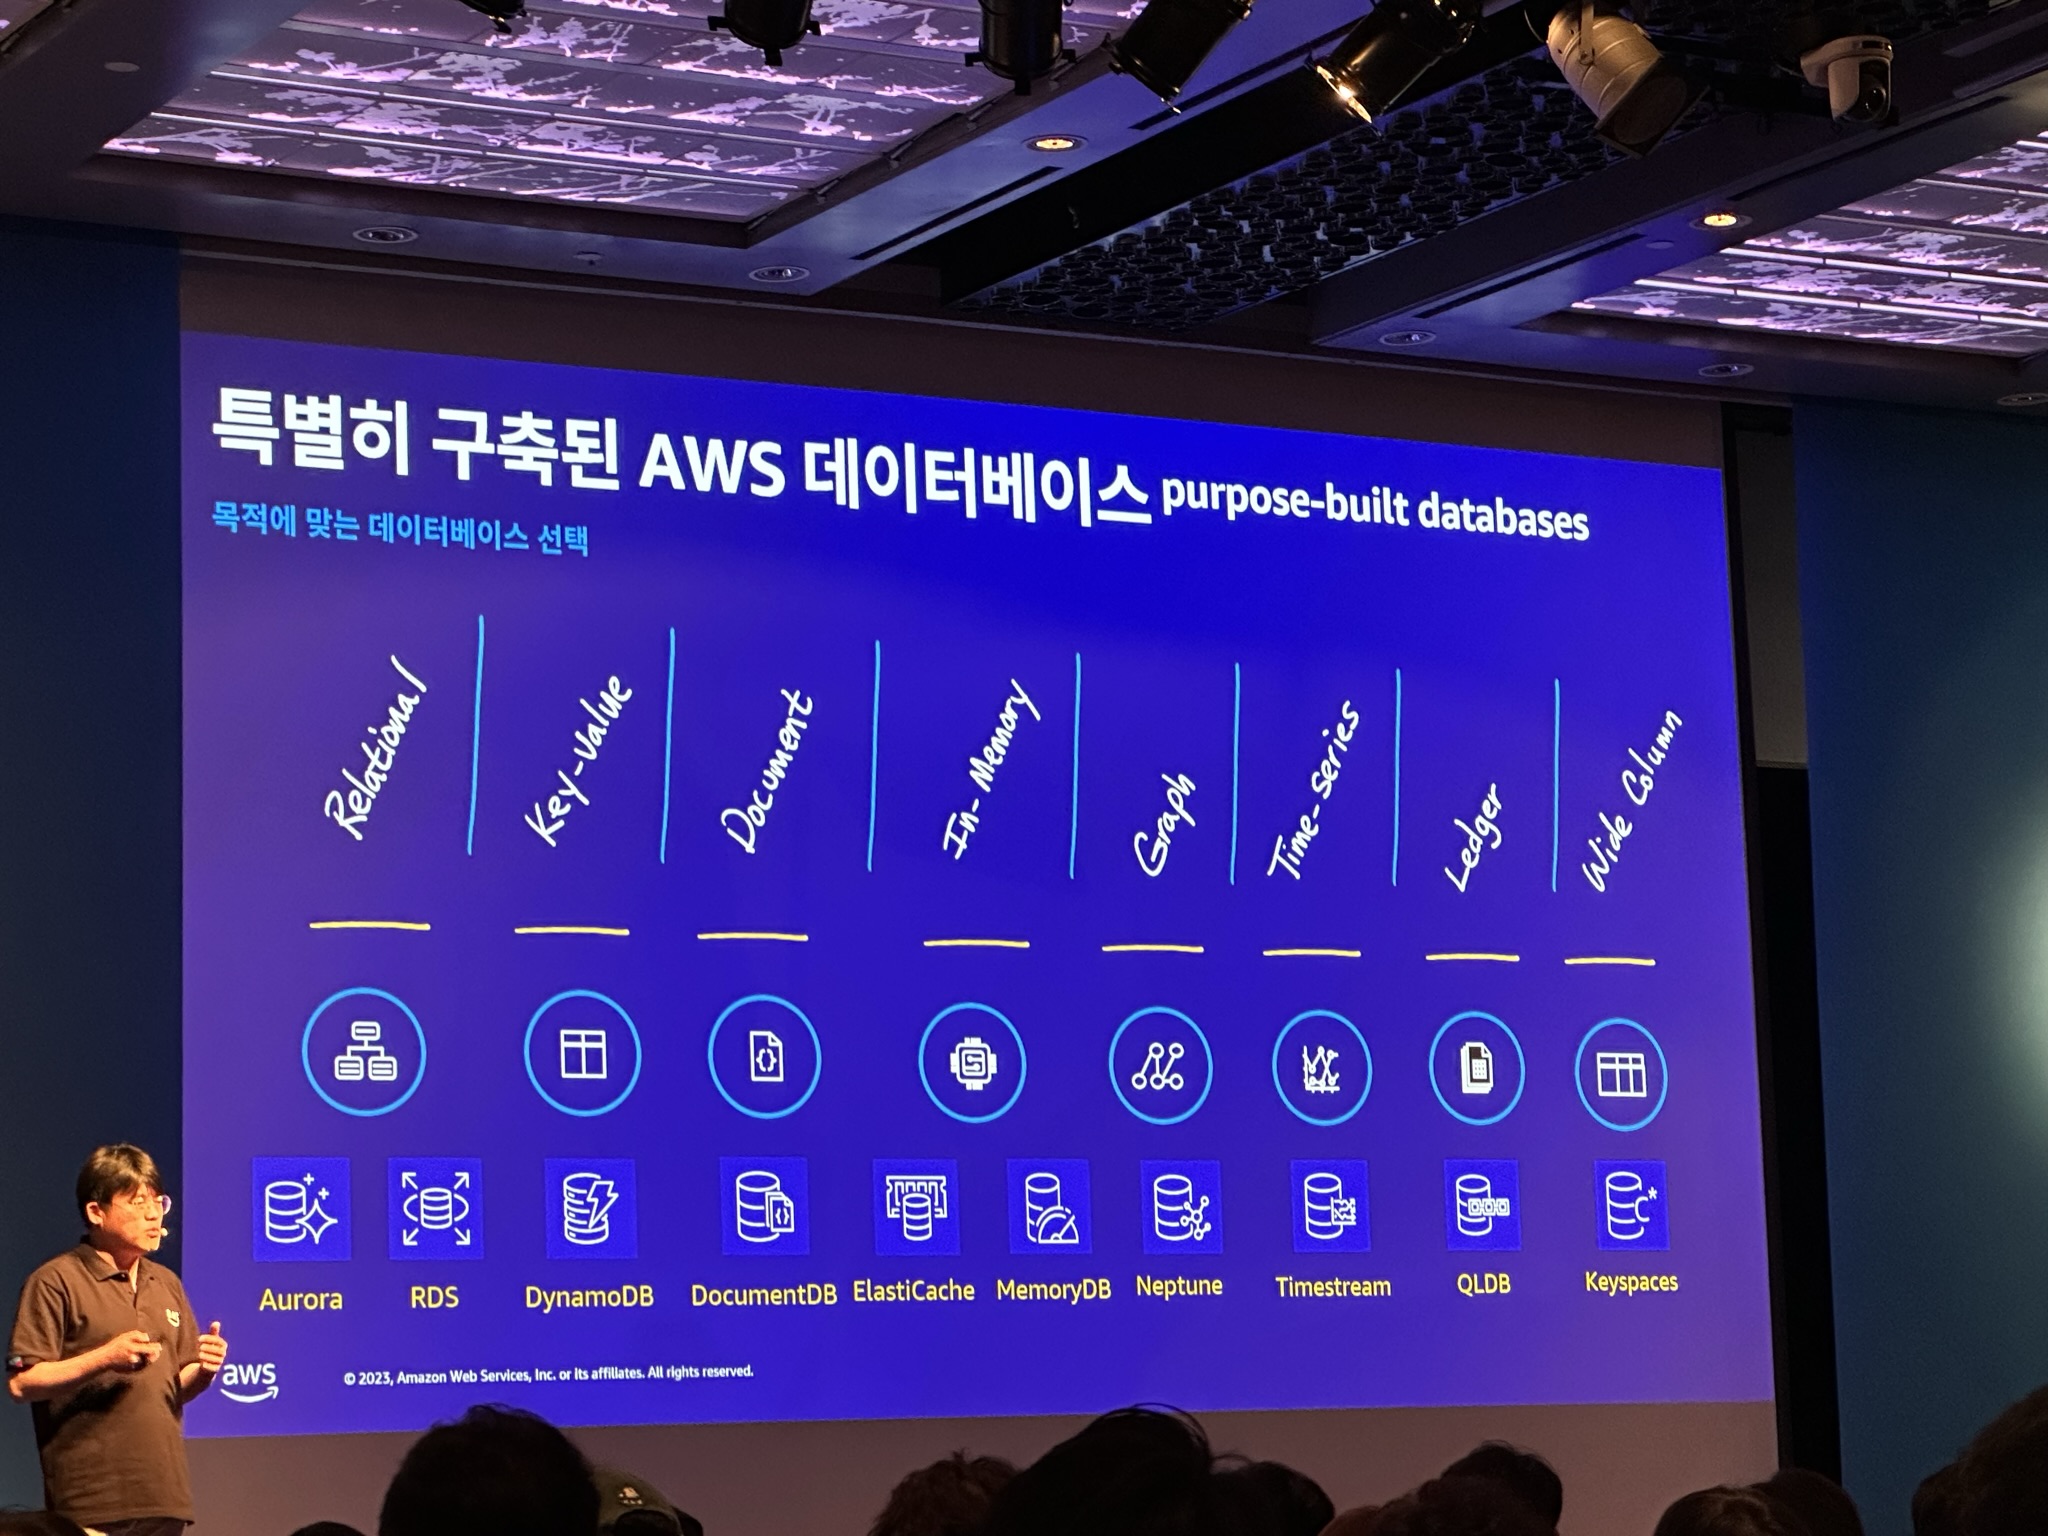 특별히 구축된 AWS 데이터베이스 purpose-built databases
목적에 맞는 데이터베이스 선택
Relational
Key-value
Document
In-Memory
Graph
Time-series
Ledger
Wide Column
Aurora
RDS
DynamoDB
DocumentDB
ElastiCache
MemoryDB
Neptune
Timestream
QLDB
Keyspaces
aws
© 2023, Amazon Web Services, Inc. or its affiliates. All rights reserved.